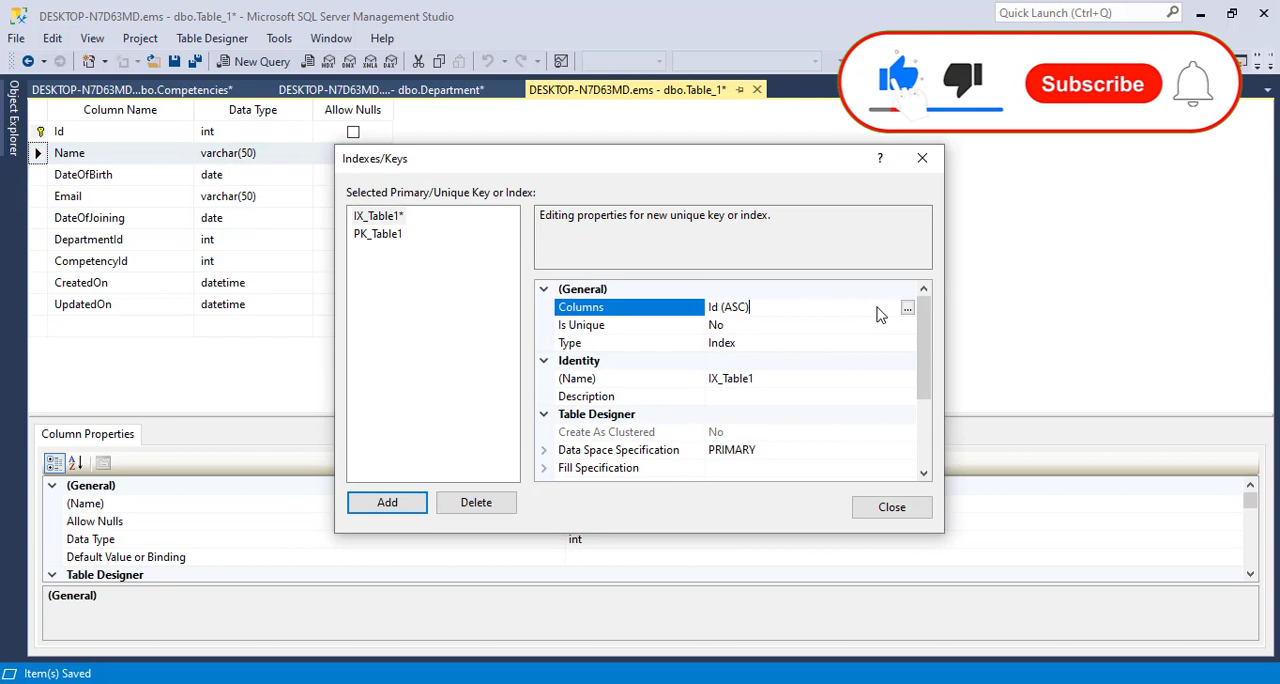 DESKTOP-N7D63MD.ems - dbo.Table_1* - Microsoft SQL Server Management Studio
Quick Launch (Ctrl+Q)
File Edit View Project Table Designer Tools Window Help
New Query
Subscribe
Object Explorer
DESKTOP-N7D63MD....bo.Competencies* DESKTOP-N7D63MD....- dbo.Department* DESKTOP-N7D63MD.ems - dbo.Table_1*
Column Name Data Type Allow Nulls
Id int
Name varchar(50)
DateOfBirth date
Email varchar(50)
DateOfJoining date
DepartmentId int
CompetencyId int
CreatedOn datetime
UpdatedOn datetime
Indexes/Keys ?
Selected Primary/Unique Key or Index:
IX_Table1*
PK_Table1
Editing properties for new unique key or index.
(General)
Columns Id (ASC) ...
Is Unique No
Type Index
Identity
(Name) IX_Table1
Description
Table Designer
Create As Clustered No
Data Space Specification PRIMARY
Fill Specification
Add Delete Close
Column Properties
(General)
(Name)
Allow Nulls
Data Type int
Default Value or Binding
Table Designer
(General)
Item(s) Saved